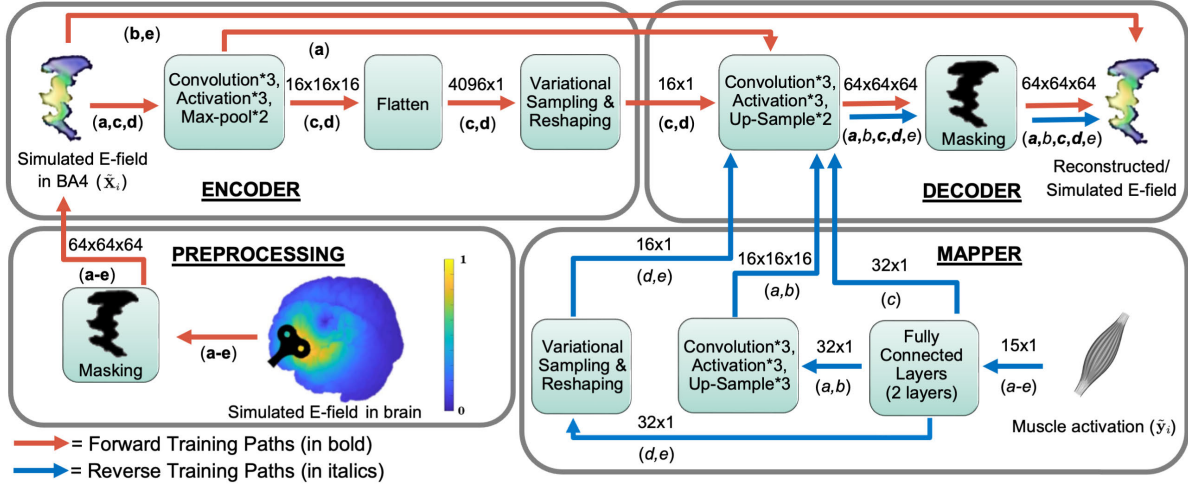 (b,e)
(a)
Convolution*3,
Activation*3,
Max-pool*2
16x16x16
(c,d)
Flatten
4096x1
(c,d)
Variational
Sampling &
Reshaping
(a,c,d)
Simulated E-field
in BA4 (x̃ᵢ)
ENCODER
16x1
(c,d)
Convolution*3,
Activation*3,
Up-Sample*2
64x64x64
(a,b,c,d,e)
Masking
64x64x64
(a,b,c,d,e)
Reconstructed/
Simulated E-field
DECODER
64x64x64
(a-e)
PREPROCESSING
Masking
(a-e)
Simulated E-field in brain
1
0
MAPPER
16x1
(d,e)
16x16x16
(a,b)
32x1
(c)
Variational
Sampling &
Reshaping
Convolution*3,
Activation*3,
Up-Sample*3
32x1
(a,b)
Fully
Connected
Layers
(2 layers)
15x1
(a-e)
Muscle activation (ỹᵢ)
32x1
(d,e)
= Forward Training Paths (in bold)
= Reverse Training Paths (in italics)